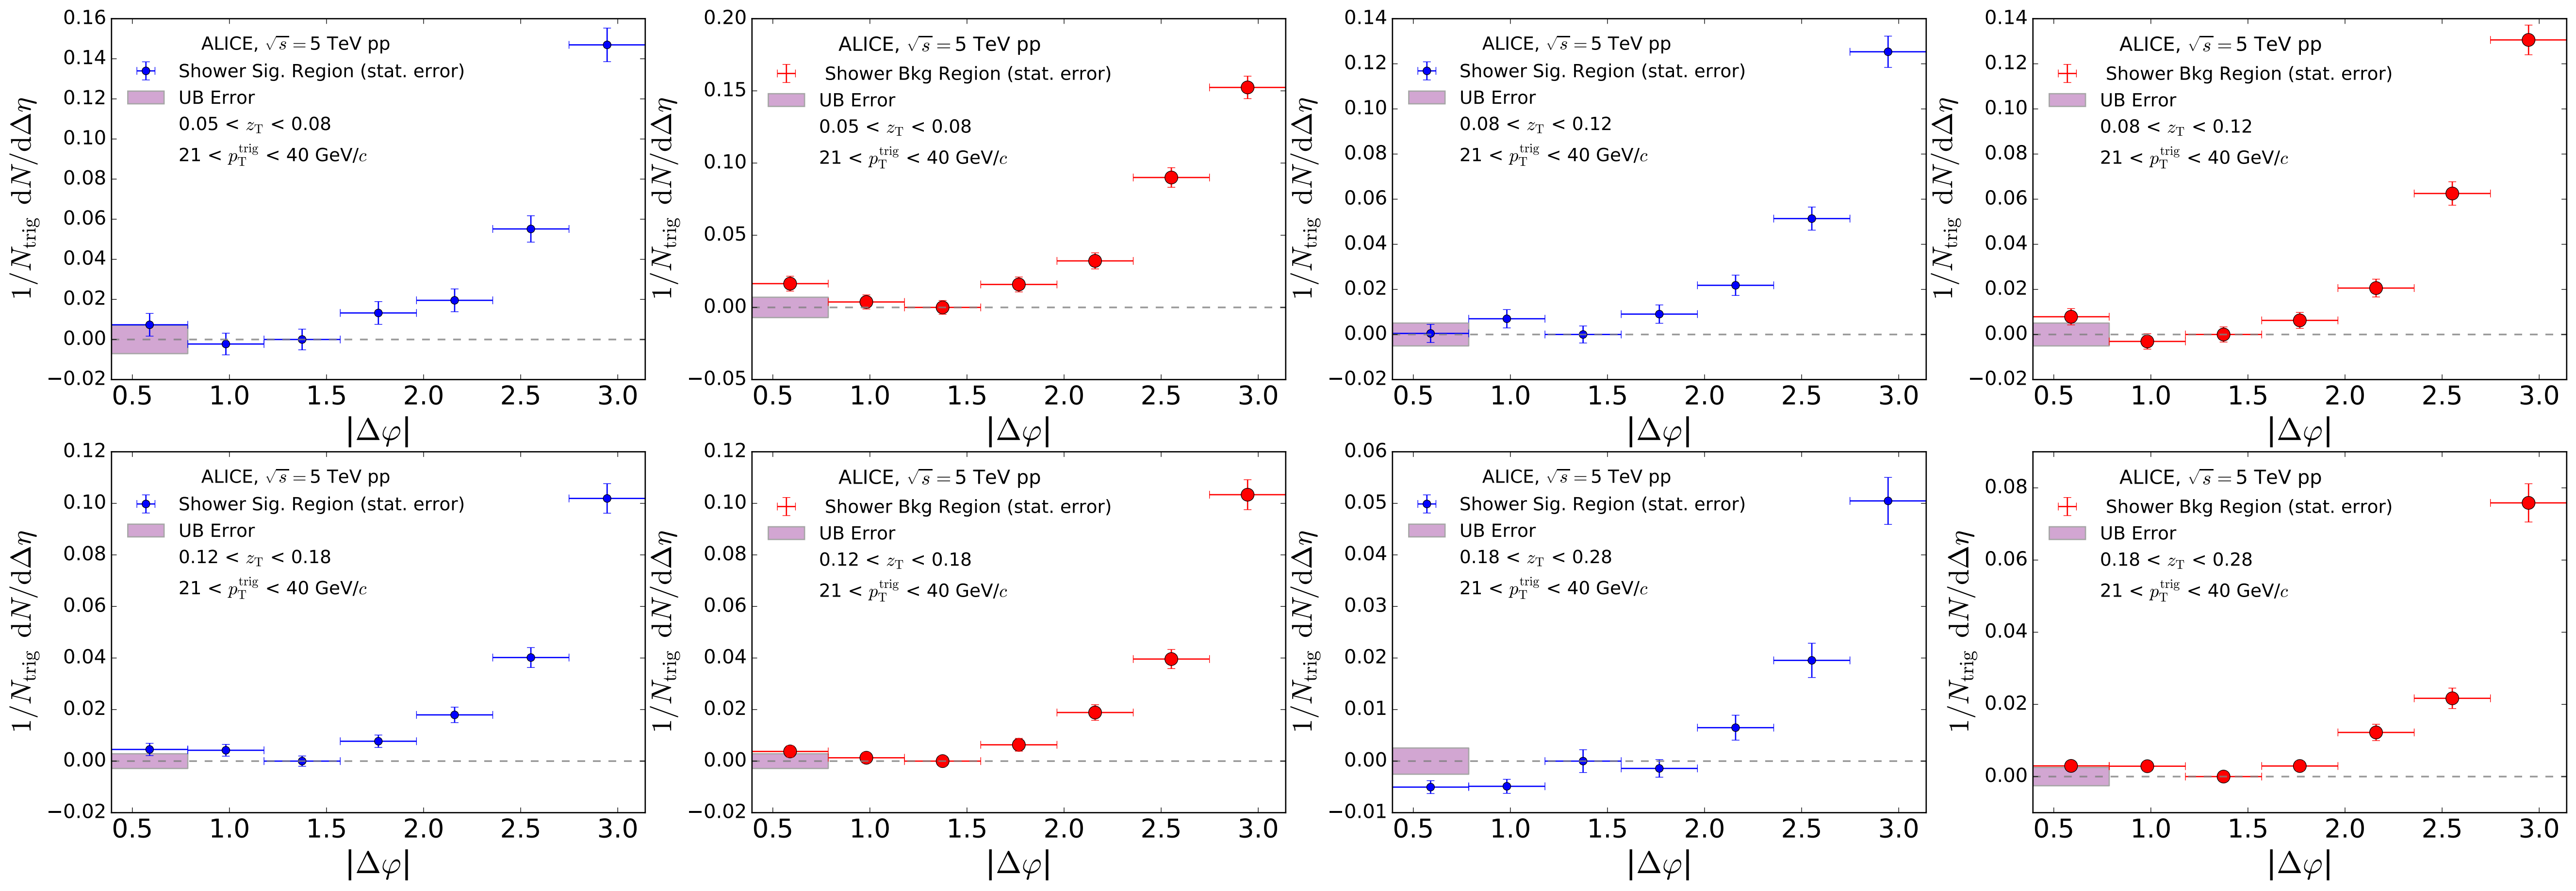 0.16
0.14
0.12
0.10
0.08
0.06
0.04
0.02
0.00
−0.02
1/N_trig dN/dΔη
ALICE, √s = 5 TeV pp
Shower Sig. Region (stat. error)
UB Error
0.05 < z_T < 0.08
21 < p_T^trig < 40 GeV/c
0.5 1.0 1.5 2.0 2.5 3.0
|Δφ|
0.20
0.15
0.10
0.05
0.00
−0.05
1/N_trig dN/dΔη
ALICE, √s = 5 TeV pp
Shower Bkg Region (stat. error)
UB Error
0.05 < z_T < 0.08
21 < p_T^trig < 40 GeV/c
0.5 1.0 1.5 2.0 2.5 3.0
|Δφ|
0.14
0.12
0.10
0.08
0.06
0.04
0.02
0.00
−0.02
1/N_trig dN/dΔη
ALICE, √s = 5 TeV pp
Shower Sig. Region (stat. error)
UB Error
0.08 < z_T < 0.12
21 < p_T^trig < 40 GeV/c
0.5 1.0 1.5 2.0 2.5 3.0
|Δφ|
0.14
0.12
0.10
0.08
0.06
0.04
0.02
0.00
−0.02
1/N_trig dN/dΔη
ALICE, √s = 5 TeV pp
Shower Bkg Region (stat. error)
UB Error
0.08 < z_T < 0.12
21 < p_T^trig < 40 GeV/c
0.5 1.0 1.5 2.0 2.5 3.0
|Δφ|
0.12
0.10
0.08
0.06
0.04
0.02
0.00
−0.02
1/N_trig dN/dΔη
ALICE, √s = 5 TeV pp
Shower Sig. Region (stat. error)
UB Error
0.12 < z_T < 0.18
21 < p_T^trig < 40 GeV/c
0.5 1.0 1.5 2.0 2.5 3.0
|Δφ|
0.12
0.10
0.08
0.06
0.04
0.02
0.00
−0.02
1/N_trig dN/dΔη
ALICE, √s = 5 TeV pp
Shower Bkg Region (stat. error)
UB Error
0.12 < z_T < 0.18
21 < p_T^trig < 40 GeV/c
0.5 1.0 1.5 2.0 2.5 3.0
|Δφ|
0.06
0.05
0.04
0.03
0.02
0.01
0.00
−0.01
1/N_trig dN/dΔη
ALICE, √s = 5 TeV pp
Shower Sig. Region (stat. error)
UB Error
0.18 < z_T < 0.28
21 < p_T^trig < 40 GeV/c
0.5 1.0 1.5 2.0 2.5 3.0
|Δφ|
0.08
0.06
0.04
0.02
0.00
1/N_trig dN/dΔη
ALICE, √s = 5 TeV pp
Shower Bkg Region (stat. error)
UB Error
0.18 < z_T < 0.28
21 < p_T^trig < 40 GeV/c
0.5 1.0 1.5 2.0 2.5 3.0
|Δφ|